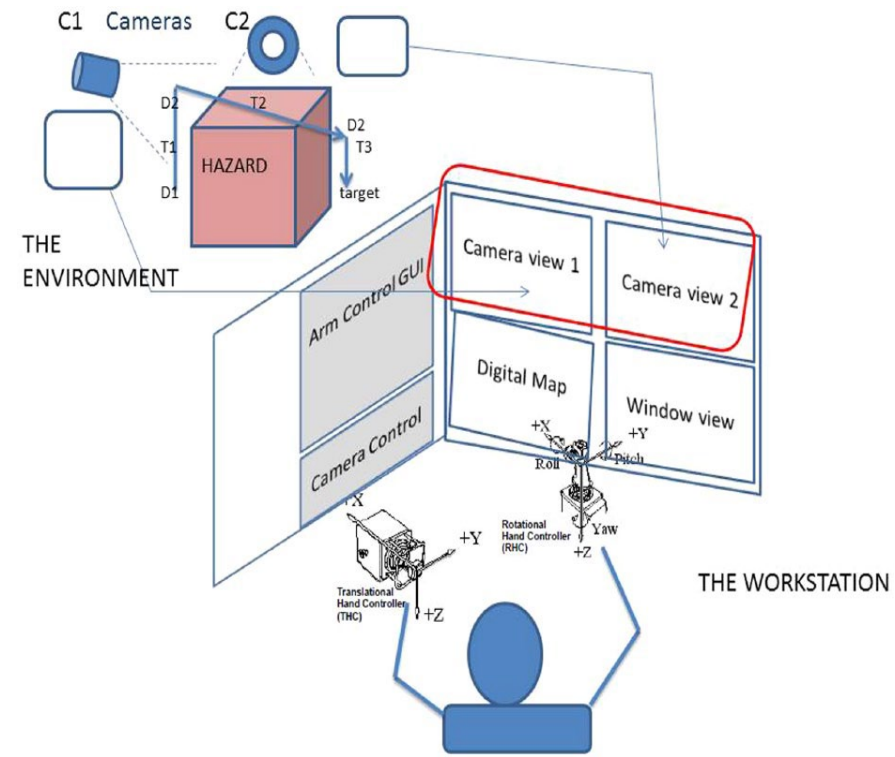 C1 Cameras C2
D2 T2
D2
T1 T3
HAZARD
D1 target
THE
ENVIRONMENT
Arm Control GUI
Camera view 1
Camera view 2
Digital Map
Window view
Camera Control
+X
+Y
Roll
Pitch
Rotational
Hand Controller
(RHC)
Yaw
+Z
+X
+Y
Translational
Hand Controller
(THC)
+Z
THE WORKSTATION